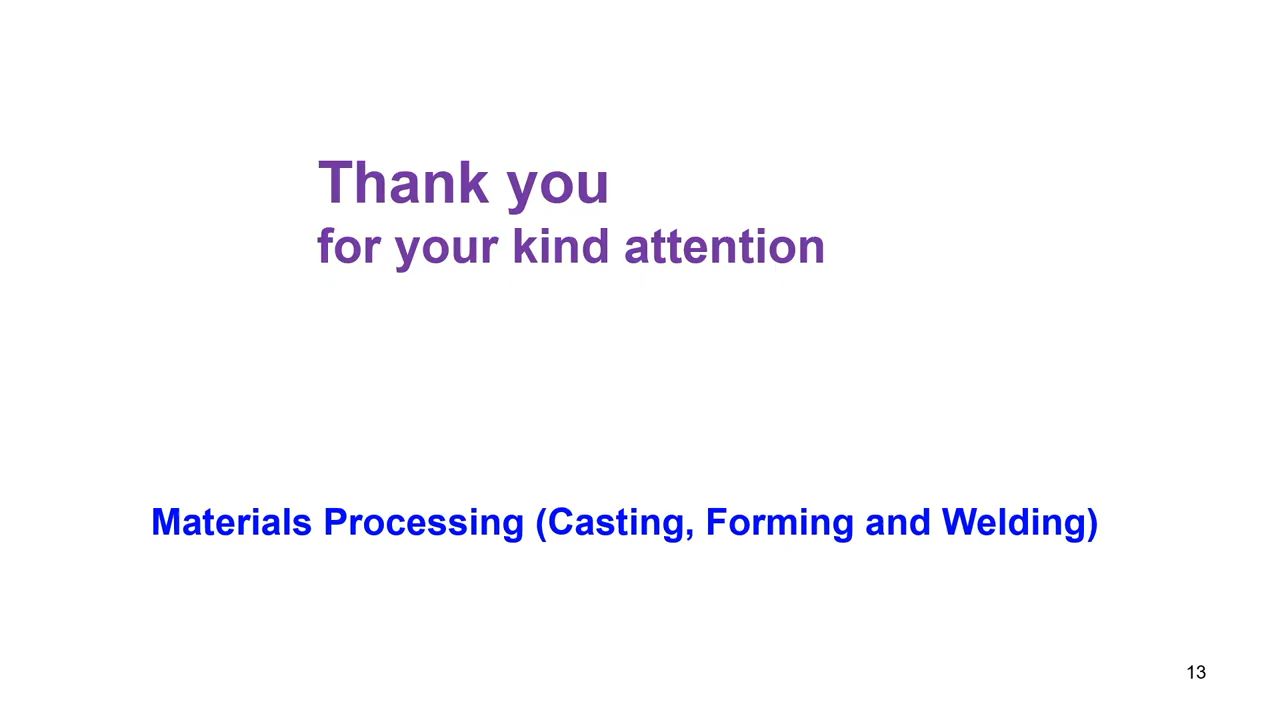 Thank you
for your kind attention
Materials Processing (Casting, Forming and Welding)
13